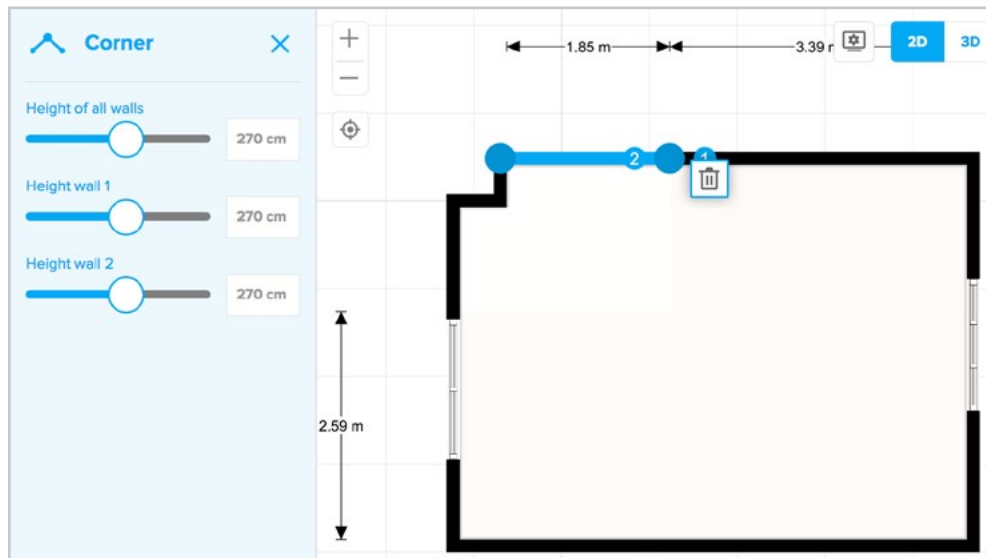 Corner
Height of all walls
270 cm
Height wall 1
270 cm
Height wall 2
270 cm
1.85 m
3.39
2D
3D
2
1
2.59 m